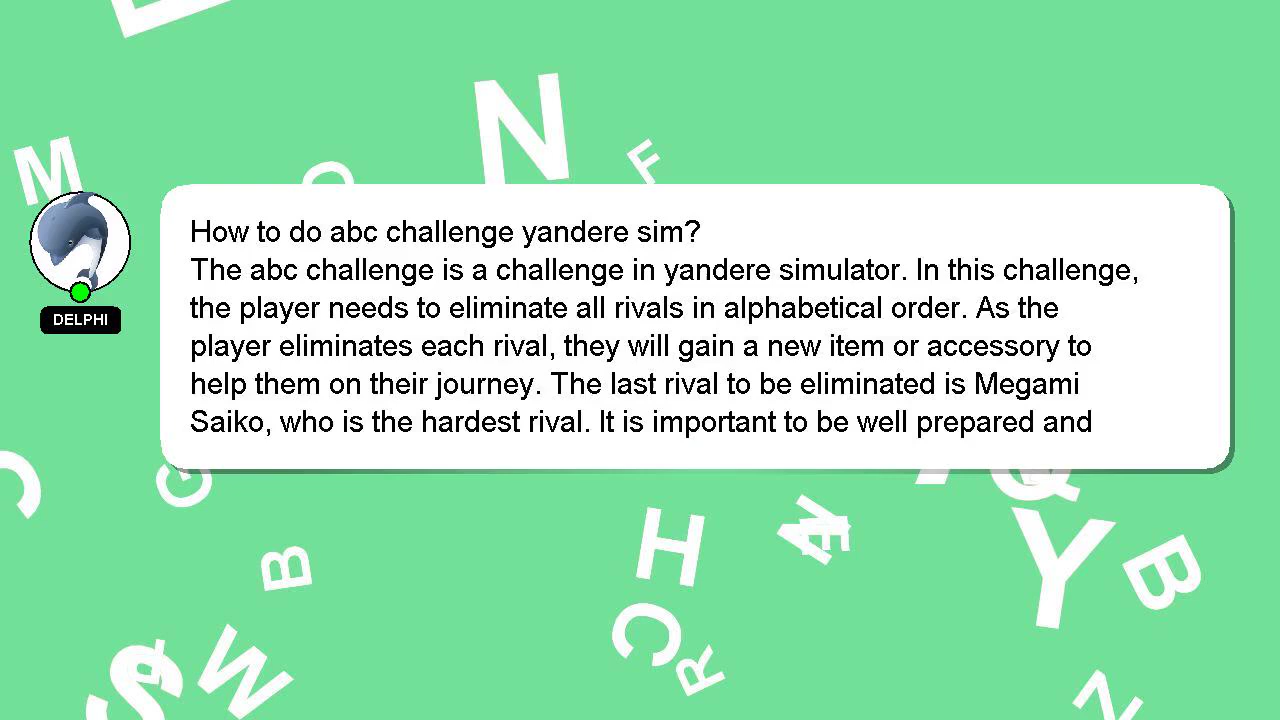 N
F
M
O
How to do abc challenge yandere sim?
The abc challenge is a challenge in yandere simulator. In this challenge,
the player needs to eliminate all rivals in alphabetical order. As the
player eliminates each rival, they will gain a new item or accessory to
help them on their journey. The last rival to be eliminated is Megami
Saiko, who is the hardest rival. It is important to be well prepared and
DELPHI
C
G
Q
B
H
E
Y
B
C
R
W
S
Z